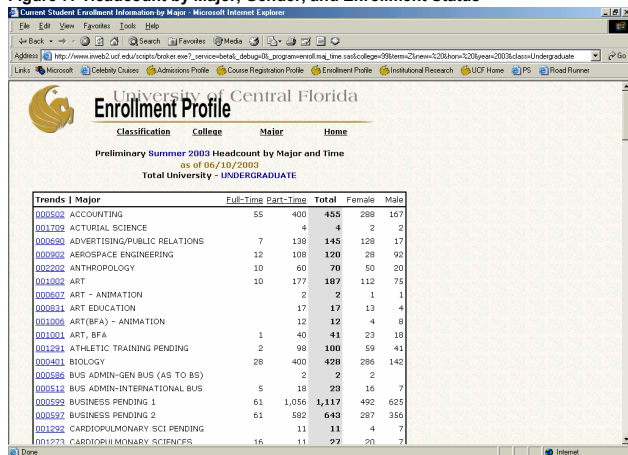 Figure 7. Headcount by Major, Gender, and Enrollment Status
Current Student Enrollment Information-by Major - Microsoft Internet Explorer
File Edit View Favorites Tools Help
Back Search Favorites Media
Address http://www.iroweb2.ucf.edu/scripts/broker.exe?_service=beta&_debug=0&_program=enroll.maj_time.sas&college=99&term=Z&new=%20&hon=%20&year=2003&class=Undergraduate Go
Links Microsoft Celebrity Cruises Admissions Profile Course Registration Profile Enrollment Profile Institutional Research UCF Home PS Road Runner
University of Central Florida
Enrollment Profile
Classification College Major Home
Preliminary Summer 2003 Headcount by Major and Time
as of 06/10/2003
Total University - UNDERGRADUATE
Trends | Major Full-Time Part-Time Total Female Male
000502 ACCOUNTING 55 400 455 288 167
001709 ACTURIAL SCIENCE 4 4 2 2
000690 ADVERTISING/PUBLIC RELATIONS 7 138 145 128 17
000902 AEROSPACE ENGINEERING 12 108 120 28 92
002202 ANTHROPOLOGY 10 60 70 50 20
001002 ART 10 177 187 112 75
000607 ART - ANIMATION 2 2 1 1
000831 ART EDUCATION 17 17 13 4
001006 ART(BFA) - ANIMATION 12 12 4 8
001001 ART, BFA 1 40 41 23 18
001291 ATHLETIC TRAINING PENDING 2 98 100 59 41
000401 BIOLOGY 28 400 428 286 142
000586 BUS ADMIN-GEN BUS (AS TO BS) 2 2 2
000512 BUS ADMIN-INTERNATIONAL BUS 5 18 23 16 7
000599 BUSINESS PENDING 1 61 1,056 1,117 492 625
000597 BUSINESS PENDING 2 61 582 643 287 356
001292 CARDIOPULMONARY SCI PENDING 11 11 4 7
001273 CARDIOPULMONARY SCIENCES 16 11 27 20 7
Done Internet